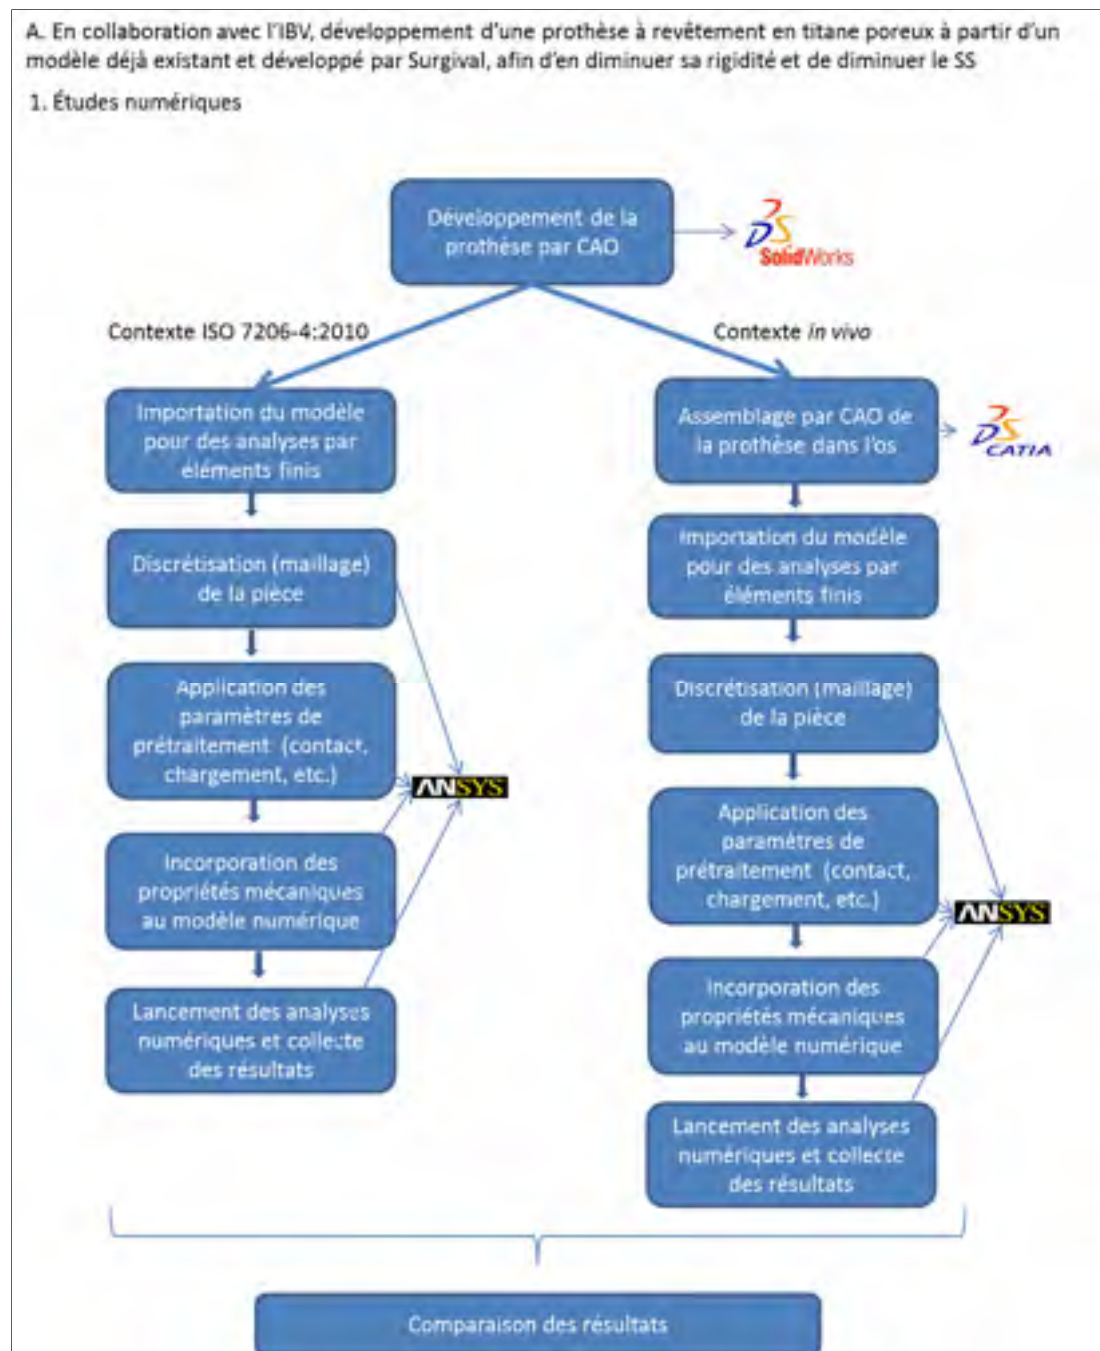 A. En collaboration avec l'IBV, développement d'une prothèse à revêtement en titane poreux à partir d'un
modèle déjà existant et développé par Surgival, afin d'en diminuer sa rigidité et de diminuer le SS
1. Études numériques
Développement de la
prothèse par CAO
SolidWorks
Contexte ISO 7206-4:2010
Contexte in vivo
Importation du modèle
pour des analyses par
éléments finis
Discrétisation (maillage)
de la pièce
Application des
paramètres de
prétraitement (contact,
chargement, etc.)
ANSYS
Incorporation des
propriétés mécaniques
au modèle numérique
Lancement des analyses
numériques et collecte
des résultats
Assemblage par CAO de
la prothèse dans l'os
CATIA
Importation du modèle
pour des analyses par
éléments finis
Discrétisation (maillage)
de la pièce
Application des
paramètres de
prétraitement (contact,
chargement, etc.)
ANSYS
Incorporation des
propriétés mécaniques
au modèle numérique
Lancement des analyses
numériques et collecte
des résultats
Comparaison des résultats